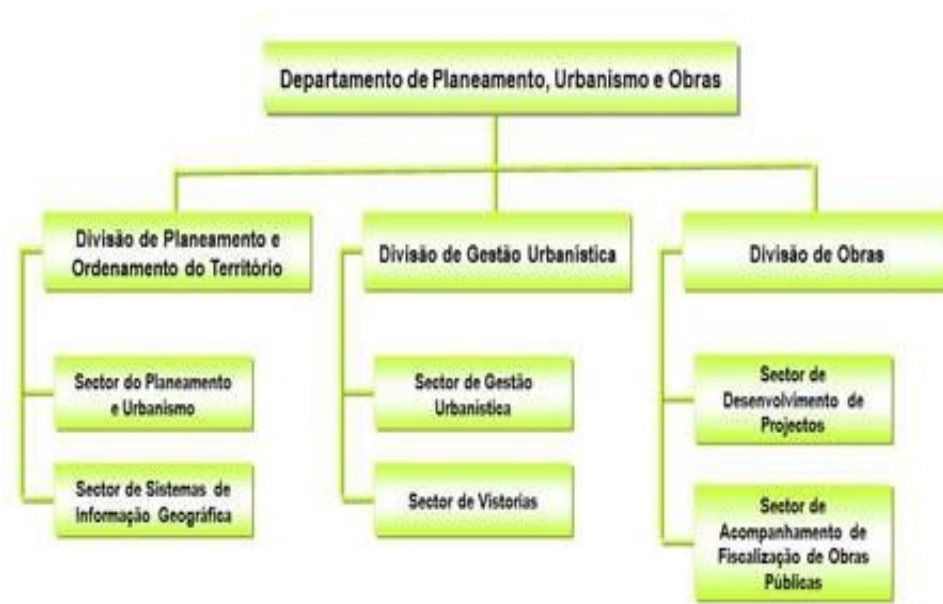 Departamento de Planeamento, Urbanismo e Obras
Divisão de Planeamento e
Ordenamento do Território
Divisão de Gestão Urbanística
Divisão de Obras
Sector do Planeamento
e Urbanismo
Sector de Gestão
Urbanística
Sector de
Desenvolvimento de
Projectos
Sector de Sistemas de
Informação Geográfica
Sector de Vistorias
Sector de
Acompanhamento de
Fiscalização de Obras
Públicas